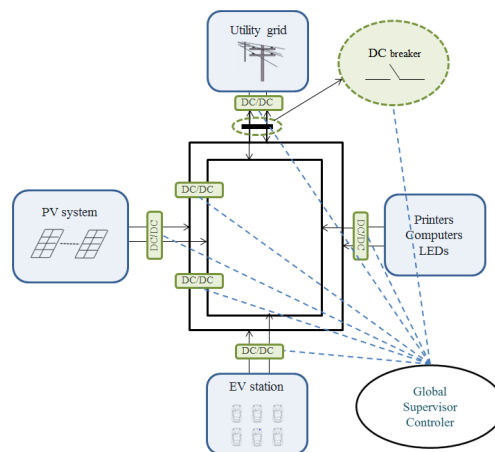 Utility grid
DC/DC
DC breaker
DC/DC
PV system
DC/DC
Printers
Computers
LEDs
DC/DC
DC/DC
DC/DC
EV station
Global
Supervisor
Controler